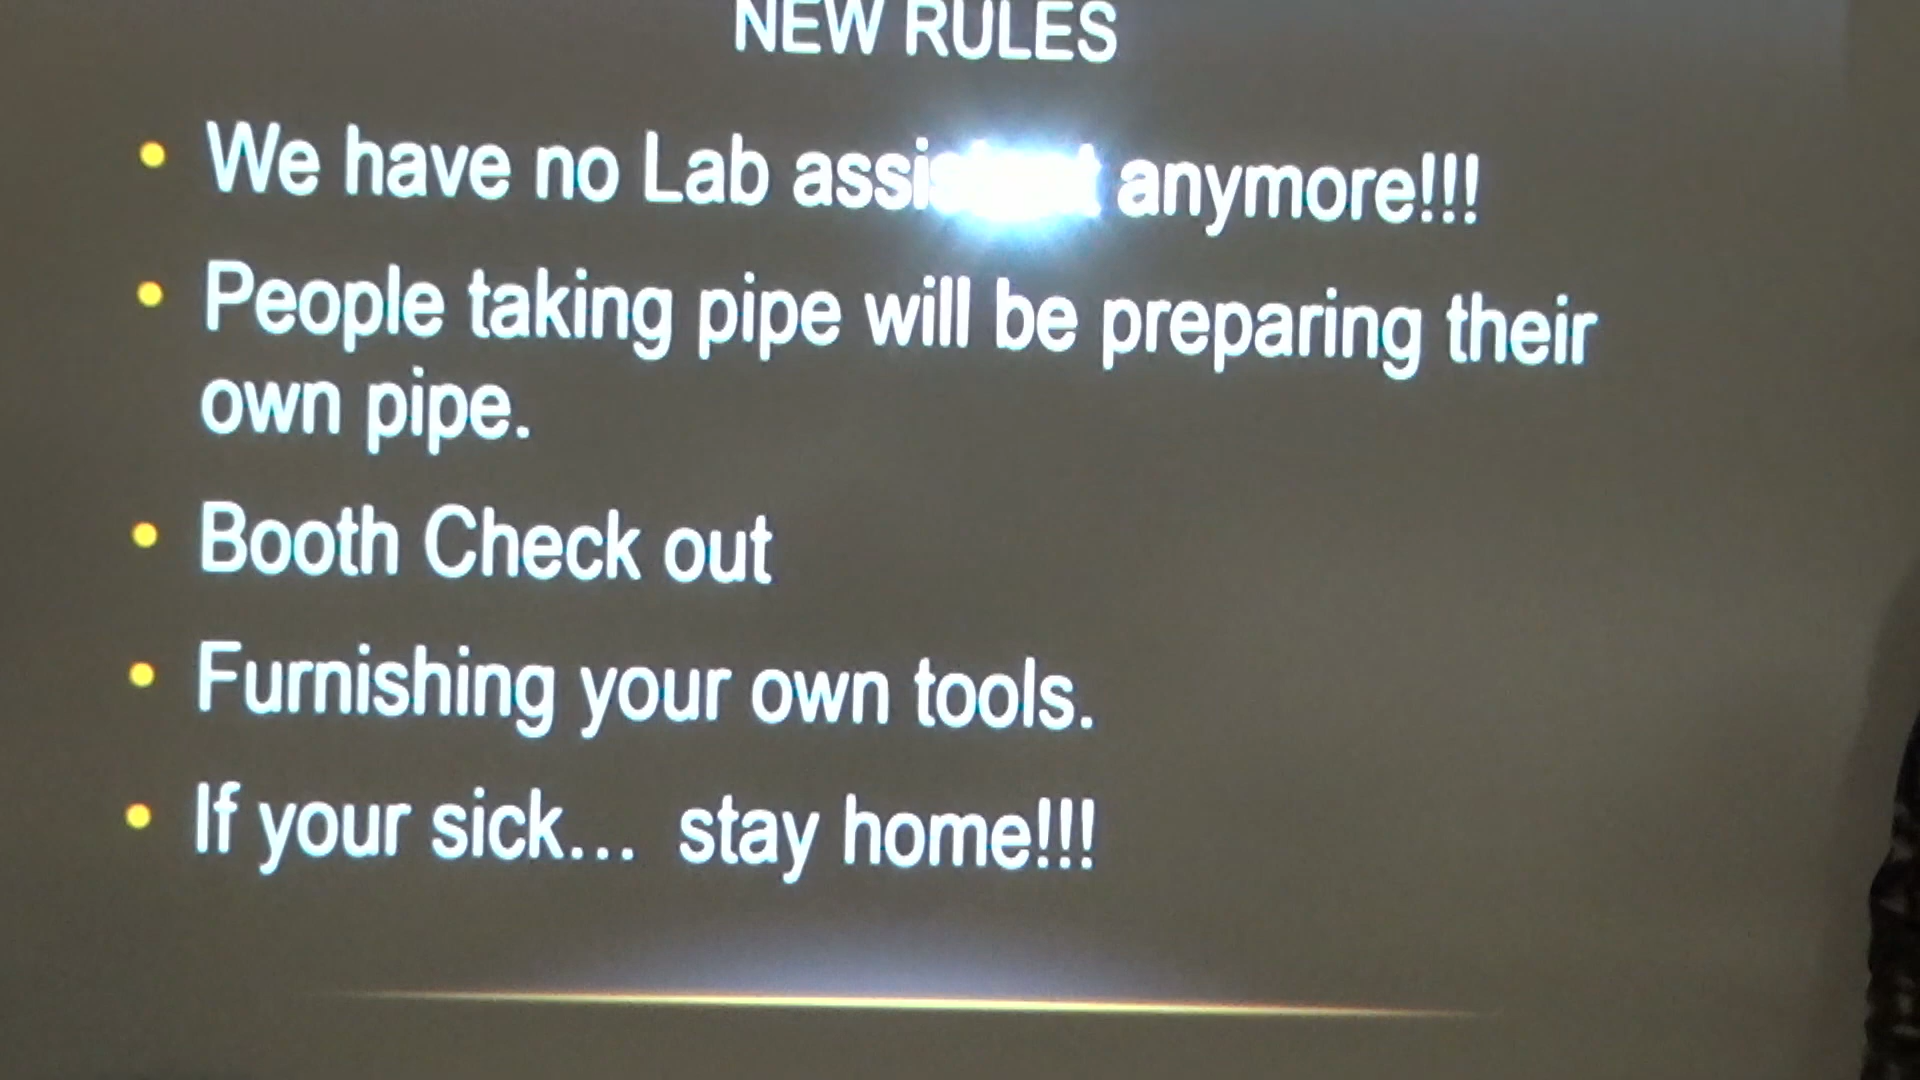 NEW RULES
• We have no Lab assistant anymore!!!
• People taking pipe will be preparing their
own pipe.
• Booth Check out
• Furnishing your own tools.
• If your sick... stay home!!!